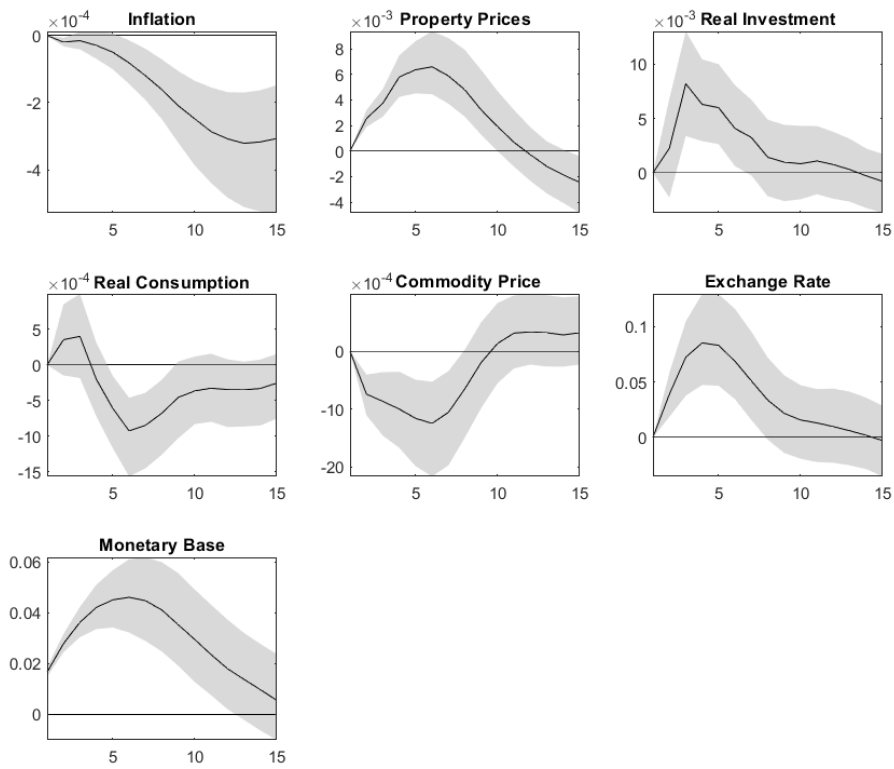 ×10⁻⁴ Inflation
0
-2
-4
5 10 15
×10⁻³ Property Prices
8
6
4
2
0
-2
-4
5 10 15
×10⁻³ Real Investment
10
5
0
5 10 15
×10⁻⁴ Real Consumption
5
0
-5
-10
-15
5 10 15
×10⁻⁴ Commodity Price
0
-10
-20
5 10 15
Exchange Rate
0.1
0.05
0
5 10 15
Monetary Base
0.06
0.04
0.02
0
5 10 15